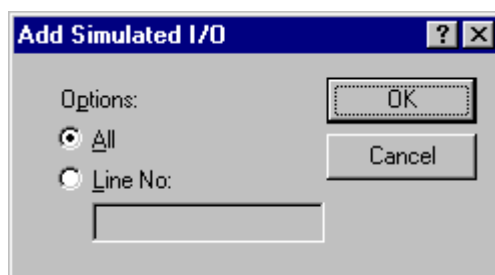 Add Simulated I/O
?
Options:
OK
All
Cancel
Line No: